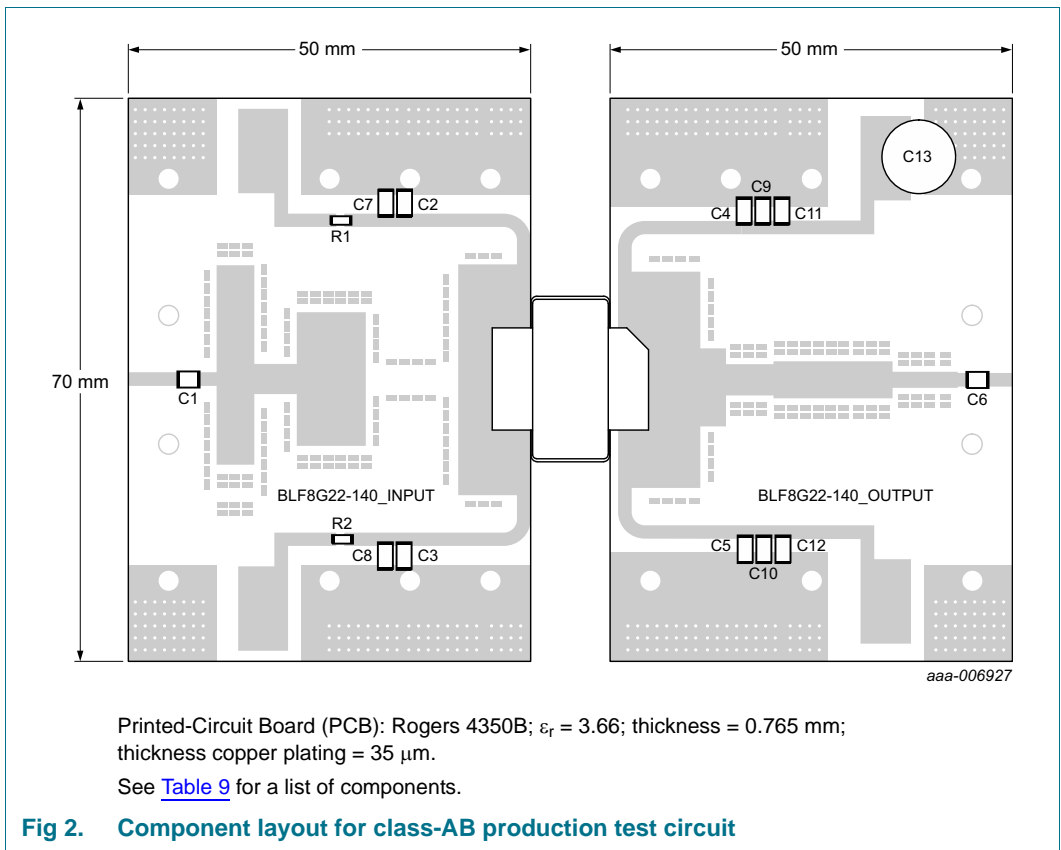 50 mm
50 mm
70 mm
C13
C9
C7
C2
C4
C11
R1
C1
C6
BLF8G22-140_INPUT
BLF8G22-140_OUTPUT
R2
C8
C3
C5
C12
C10
aaa-006927
Printed-Circuit Board (PCB): Rogers 4350B; εr = 3.66; thickness = 0.765 mm;
thickness copper plating = 35 μm.
See Table 9 for a list of components.
Fig 2. Component layout for class-AB production test circuit